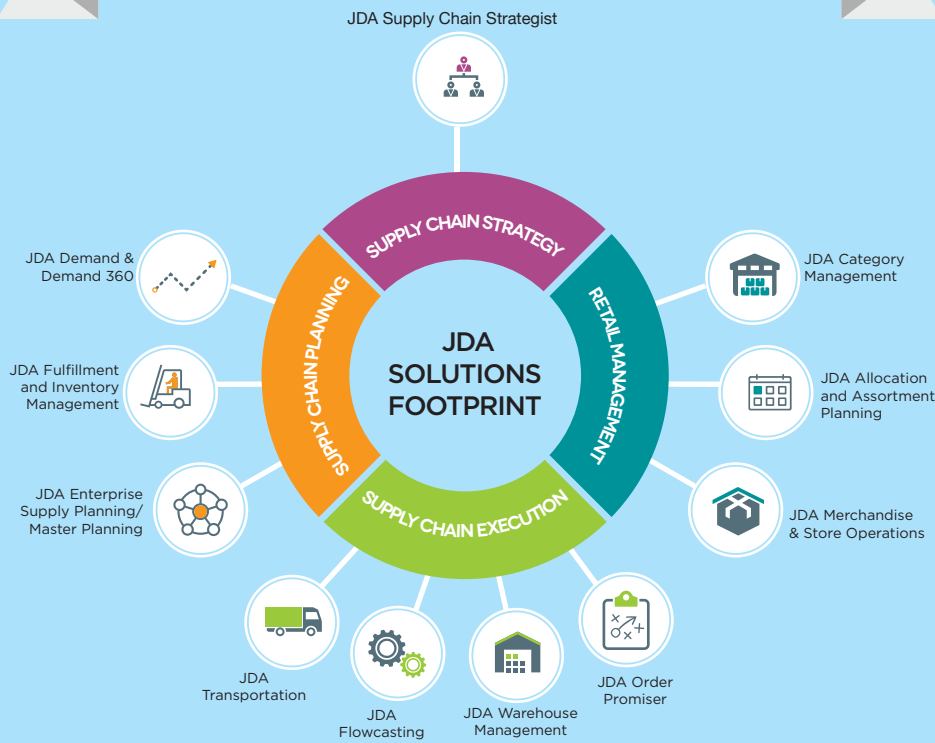 JDA Supply Chain Strategist
SUPPLY CHAIN STRATEGY
JDA Demand &
Demand 360
JDA Fulfillment
and Inventory
Management
JDA Enterprise
Supply Planning/
Master Planning
SUPPLY CHAIN PLANNING
JDA
SOLUTIONS
FOOTPRINT
RETAIL MANAGEMENT
JDA Category
Management
JDA Allocation
and Assortment
Planning
JDA Merchandise
& Store Operations
SUPPLY CHAIN EXECUTION
JDA
Transportation
JDA
Flowcasting
JDA Warehouse
Management
JDA Order
Promiser